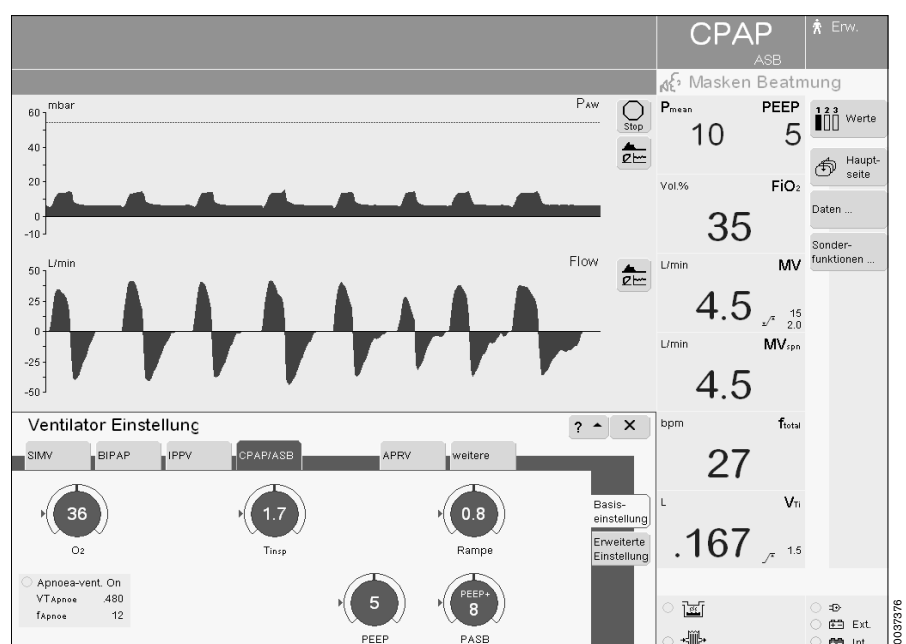 CPAP
ASB
Erw.
Masken Beatmung
mbar
PAW
60
40
20
0
-10
Stop
L/min
Flow
50
25
0
-25
-50
Pmean
PEEP
10
5
Vol.%
FiO2
35
L/min
MV
4.5
15
2.0
L/min
MVspn
4.5
bpm
ftotal
27
L
VTi
.167
1.5
1 2 3
Werte
Haupt-
seite
Daten ...
Sonder-
funktionen ...
Ventilator Einstellung
?
X
SIMV
BIPAP
IPPV
CPAP/ASB
APRV
weitere
36
O2
1.7
Tinsp
0.8
Rampe
Basis-
einstellung
Erweiterte
Einstellung
Apnoea-vent. On
VTApnoe .480
fApnoe 12
5
PEEP
PEEP+
8
PASB
Ext.
Int.
00037376